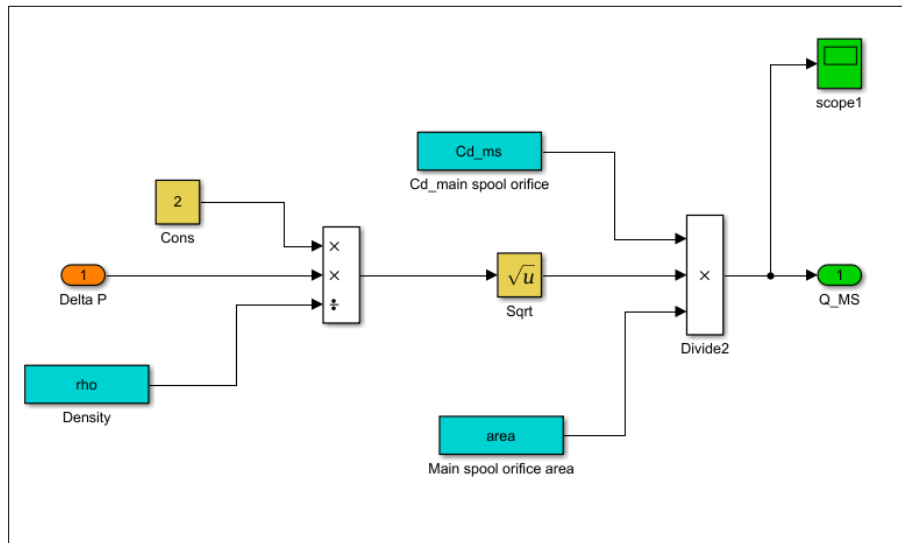 scope1
Cd_ms
Cd_main spool orifice
2
Cons
×
×
÷
1
Delta P
√u
Sqrt
×
Divide2
1
Q_MS
rho
Density
area
Main spool orifice area